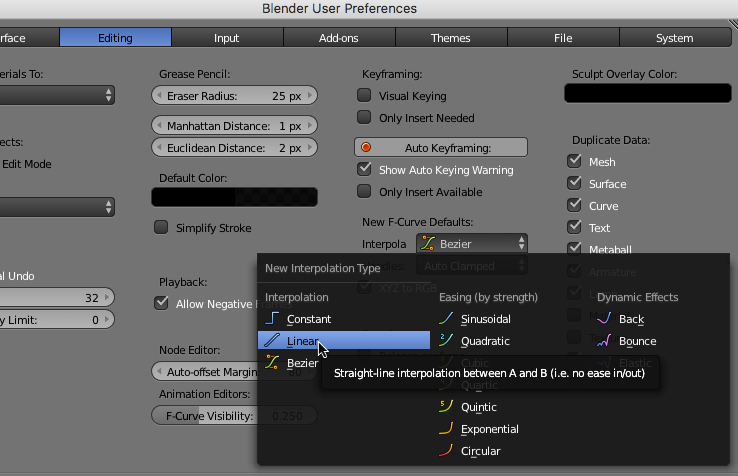 Blender User Preferences
rface
Editing
Input
Add-ons
Themes
File
System
erials To:
ects:
Edit Mode
al Undo
32
y Limit:
0
Grease Pencil:
Eraser Radius: 25 px
Manhattan Distance: 1 px
Euclidean Distance: 2 px
Default Color:
Simplify Stroke
Playback:
Allow Negative
Node Editor:
Auto-offset Margin
Animation Editors:
F-Curve Visibility: 0.250
Keyframing:
Visual Keying
Only Insert Needed
Auto Keyframing:
Show Auto Keying Warning
Only Insert Available
New F-Curve Defaults:
Interpola
Bezier
Auto Clamped
XYZ to RGB
Sculpt Overlay Color:
Duplicate Data:
Mesh
Surface
Curve
Text
Metaball
Armature
New Interpolation Type
Interpolation
Constant
Linear
Bezier
Easing (by strength)
Sinusoidal
Quadratic
Cubic
Quartic
Quintic
Exponential
Circular
Dynamic Effects
Back
Bounce
Elastic
Straight-line interpolation between A and B (i.e. no ease in/out)